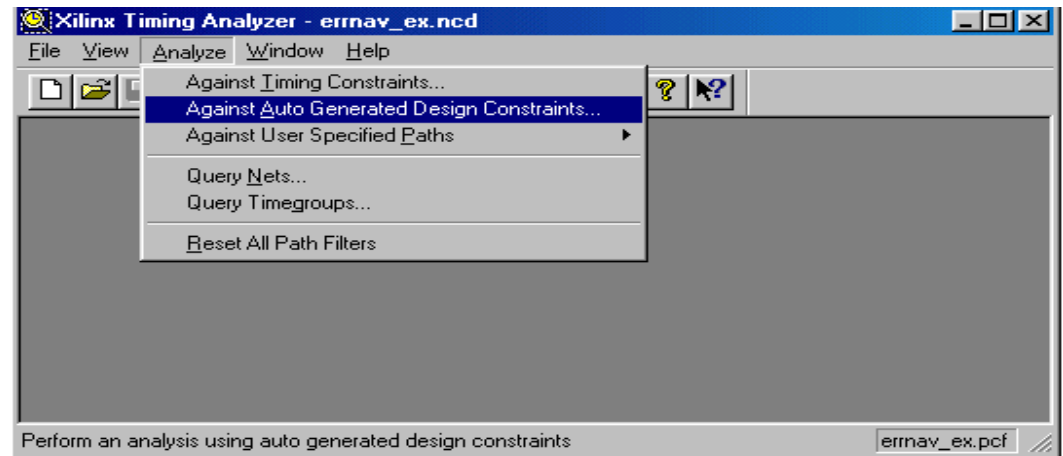 Xilinx Timing Analyzer - errnav_ex.ncd
File View Analyze Window Help
Against Timing Constraints...
Against Auto Generated Design Constraints...
Against User Specified Paths
Query Nets...
Query Timegroups...
Reset All Path Filters
Perform an analysis using auto generated design constraints
errnav_ex.pcf